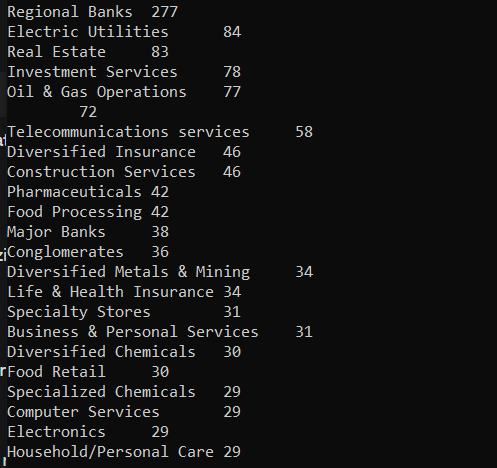 Regional Banks	277
Electric Utilities	84
Real Estate	83
Investment Services	78
Oil & Gas Operations	77
	72
Telecommunications services	58
Diversified Insurance	46
Construction Services	46
Pharmaceuticals	42
Food Processing	42
Major Banks	38
Conglomerates	36
Diversified Metals & Mining	34
Life & Health Insurance	34
Specialty Stores	31
Business & Personal Services	31
Diversified Chemicals	30
Food Retail	30
Specialized Chemicals	29
Computer Services	29
Electronics	29
Household/Personal Care	29